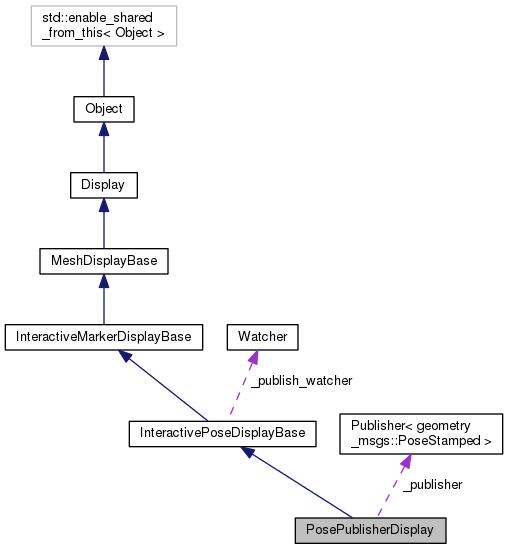 std::enable_shared
_from_this< Object >
Object
Display
MeshDisplayBase
InteractiveMarkerDisplayBase
Watcher
_publish_watcher
InteractivePoseDisplayBase
Publisher< geometry
_msgs::PoseStamped >
_publisher
PosePublisherDisplay